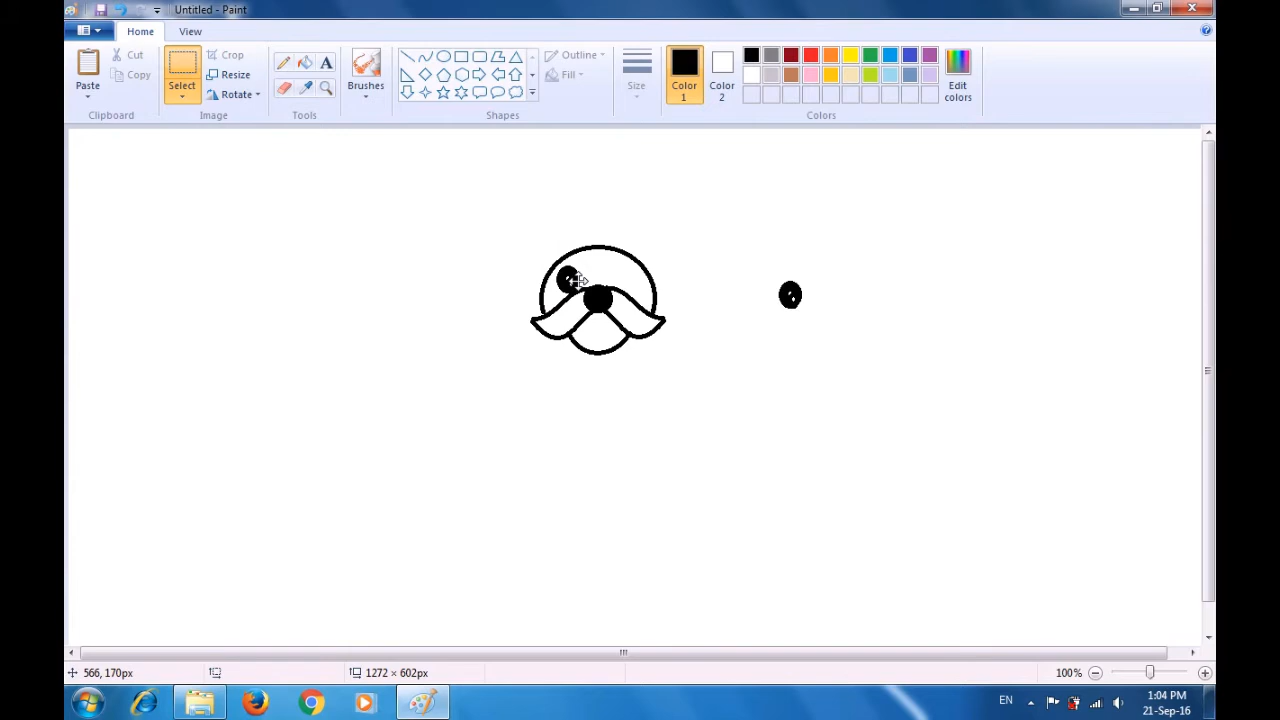 Untitled - Paint
Home
View
Paste
Cut
Copy
Clipboard
Select
Crop
Resize
Rotate
Image
A
Tools
Brushes
Shapes
Outline
Fill
Size
Color
1
Color
2
Edit
colors
Colors
566, 170px
1272 × 602px
100%
EN
1:04 PM
21-Sep-16